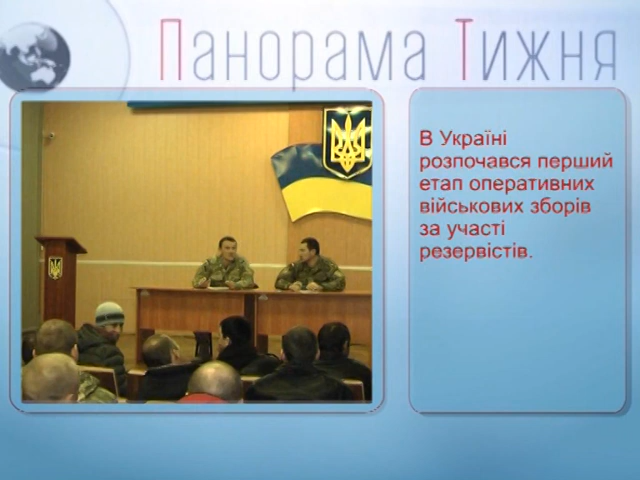 Панорама Тижня
В Україні
розпочався перший
етап оперативних
військових зборів
за участі
резервістів.